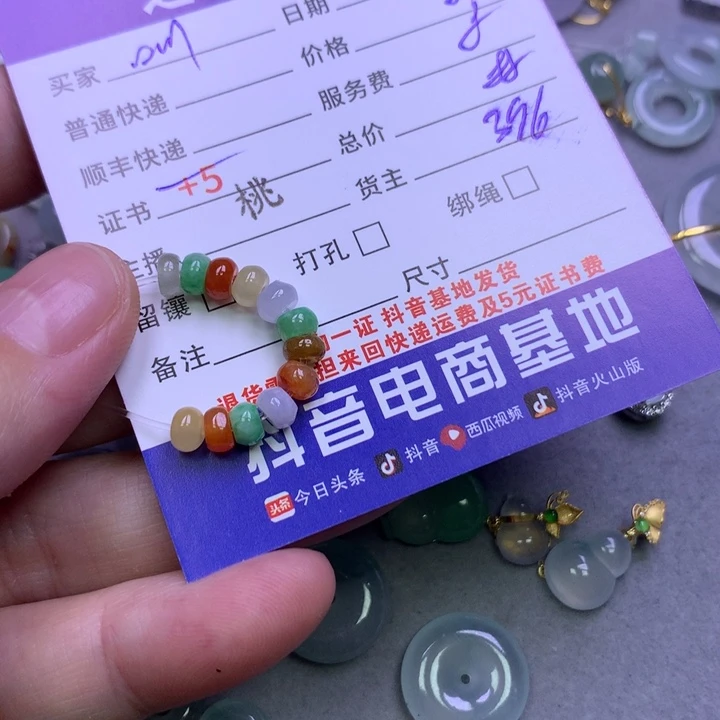 日期
买家
价格
普通快递
服务费
顺丰快递
总价 396
证书 +5 桃 货主
主播 打孔 绑绳
留镶 尺寸
备注
一证 抖音基地发货
退货 担来回快递运费及5元证书费
抖音电商基地
头条 今日头条 抖音 西瓜视频 抖音火山版